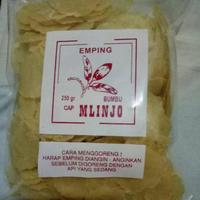 EMPING
250 gr BUMBU
CAP MLINJO
CARA MENGGORENG :
HARAP EMPING DIANGIN - ANGINKAN
SEBELUM DIGORENG DENGAN
API YANG SEDANG